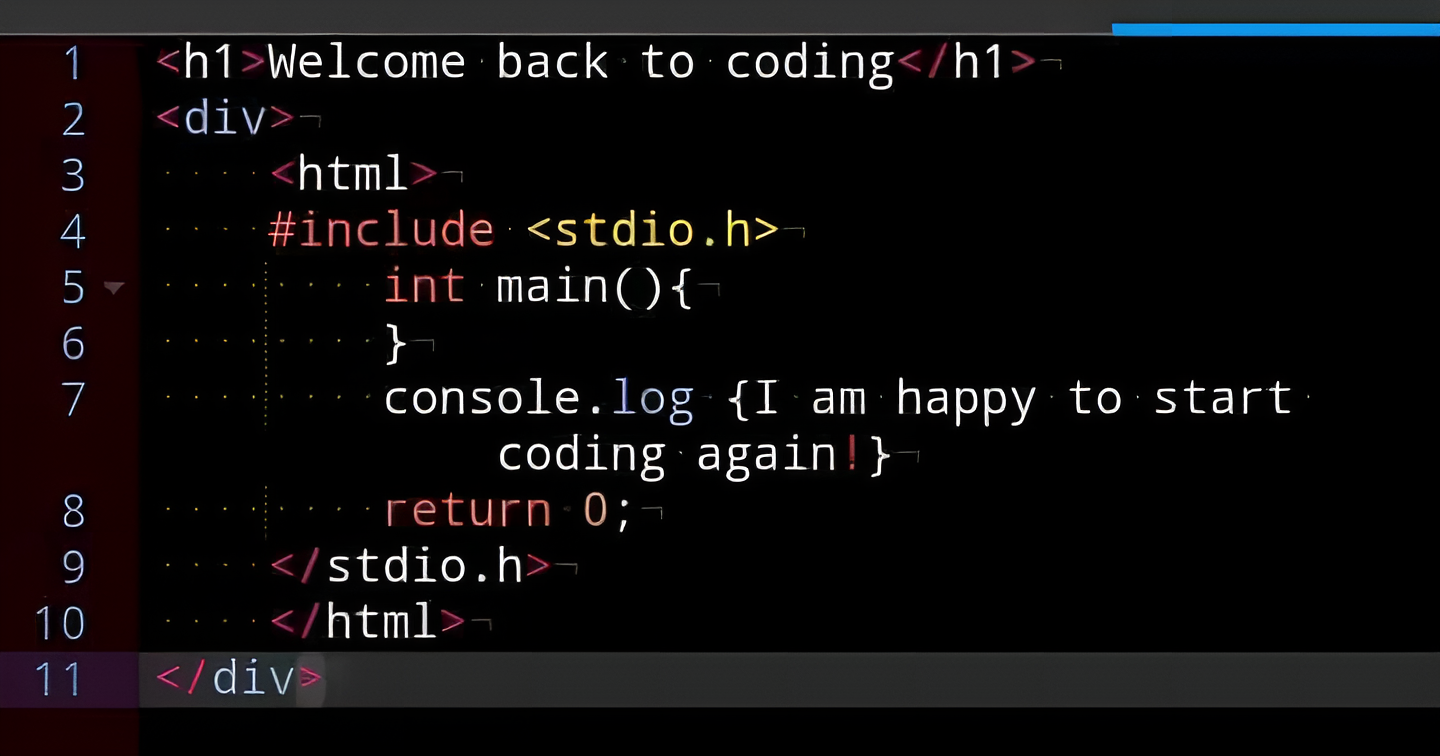 1 <h1>Welcome back to coding</h1>
2 <div>
3 <html>
4 #include <stdio.h>
5 int main(){
6 }
7 console.log {I am happy to start
coding again!}
8 return 0;
9 </stdio.h>
10 </html>
11 </div>